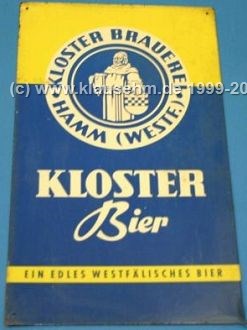 KLOSTER BRAUEREI
HAMM (WESTF.)
(c) www.klausehm.de 1999-20
KLOSTER
Bier
EIN EDLES WESTFÄLISCHES BIER